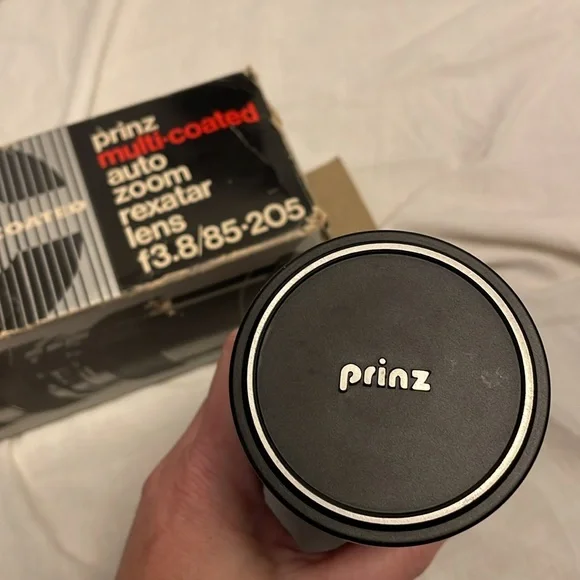 prinz
multi-coated
auto
zoom
rexatar
lens
f3.8/85-205
COATED
prinz